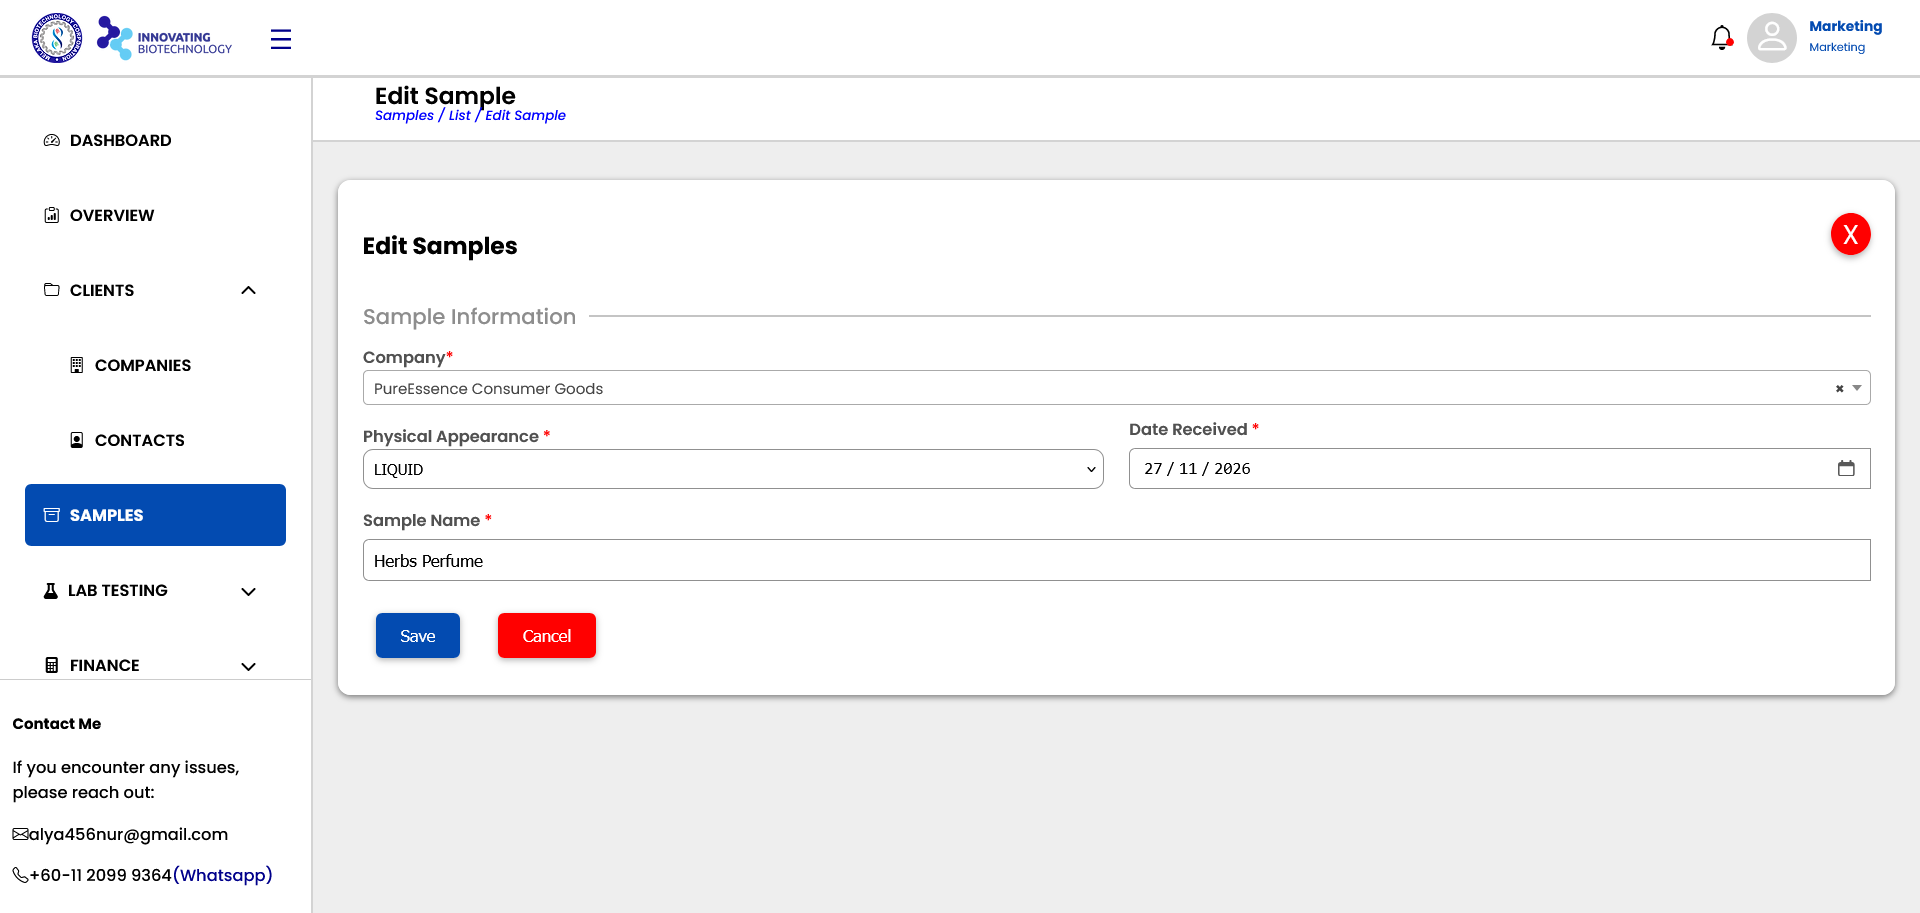 INNOVATING
BIOTECHNOLOGY
Marketing
Marketing
Edit Sample
Samples / List / Edit Sample
DASHBOARD
OVERVIEW
CLIENTS
COMPANIES
CONTACTS
SAMPLES
LAB TESTING
FINANCE
Contact Me
If you encounter any issues,
please reach out:
alya456nur@gmail.com
+60-11 2099 9364(Whatsapp)
Edit Samples
X
Sample Information
Company*
PureEssence Consumer Goods
×
Physical Appearance *
Date Received *
LIQUID
27 / 11 / 2026
Sample Name *
Herbs Perfume
Save
Cancel